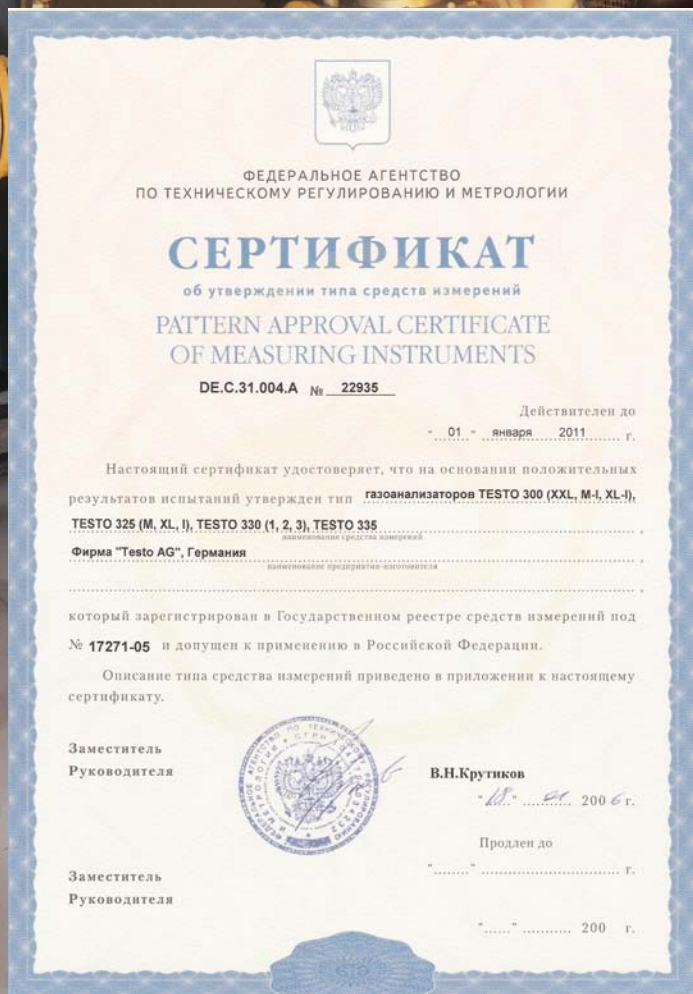 ФЕДЕРАЛЬНОЕ АГЕНТСТВО
ПО ТЕХНИЧЕСКОМУ РЕГУЛИРОВАНИЮ И МЕТРОЛОГИИ
СЕРТИФИКАТ
об утверждении типа средств измерений
PATTERN APPROVAL CERTIFICATE
OF MEASURING INSTRUMENTS
DE.C.31.004.A № 22935
Действителен до
" 01 " января 2011 г.
Настоящий сертификат удостоверяет, что на основании положительных
результатов испытаний утвержден тип газоанализаторов TESTO 300 (XXL, M-I, XL-I),
TESTO 325 (M, XL, I), TESTO 330 (1, 2, 3), TESTO 335
наименование средства измерений
Фирма "Testo AG", Германия
наименование предприятия-изготовителя
который зарегистрирован в Государственном реестре средств измерений под
№ 17271-05 и допущен к применению в Российской Федерации.
Описание типа средства измерений приведено в приложении к настоящему
сертификату.
Заместитель
Руководителя
В.Н.Крутиков
" 18 " 2006 г.
Продлен до
"........" ............................... г.
Заместитель
Руководителя
"......" ........... 200 г.